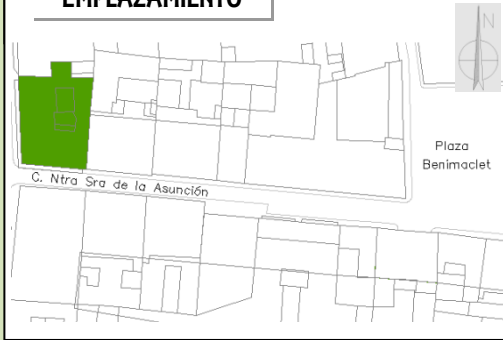 EMPLAZAMIENTO
N
Plaza
Benimaclet
C. Ntra Sra de la Asunción